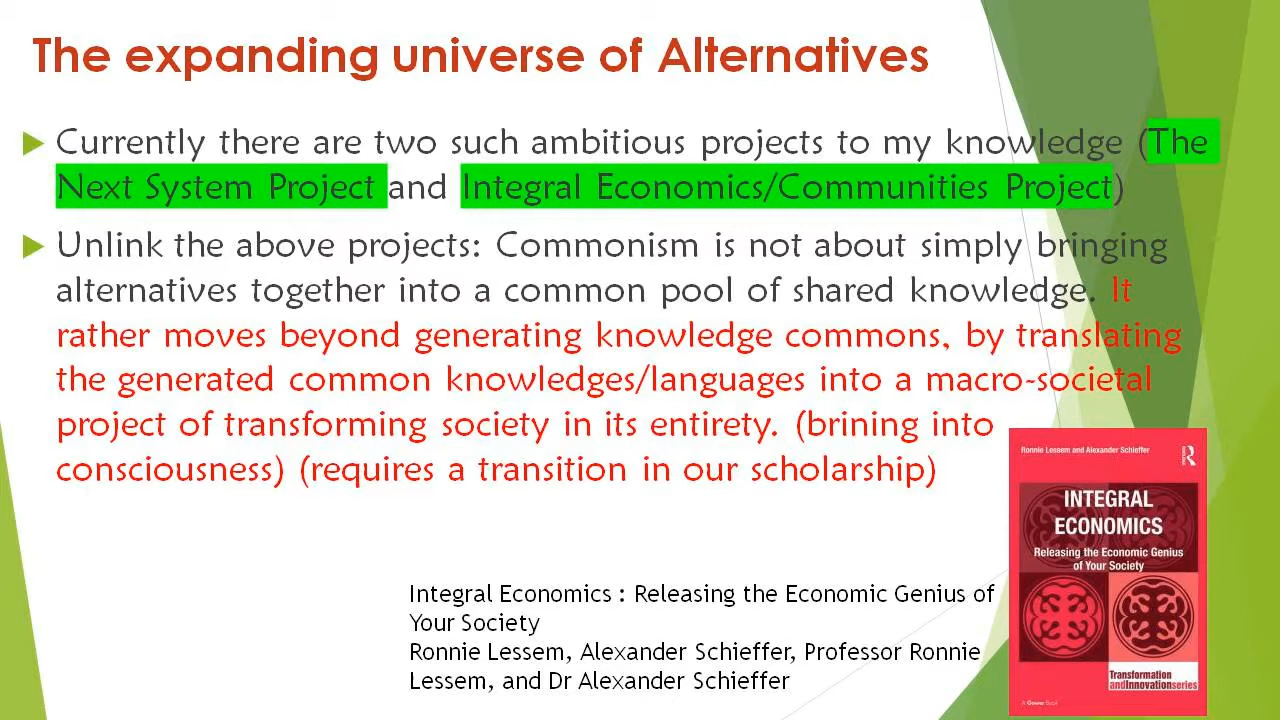 The expanding universe of Alternatives
Currently there are two such ambitious projects to my knowledge (The
Next System Project and Integral Economics/Communities Project)
Unlink the above projects: Commonism is not about simply bringing
alternatives together into a common pool of shared knowledge. It
rather moves beyond generating knowledge commons, by translating
the generated common knowledges/languages into a macro-societal
project of transforming society in its entirety. (brining into
consciousness) (requires a transition in our scholarship)
Ronnie Lessem and Alexander Schieffer
R
INTEGRAL
ECONOMICS
Releasing the Economic Genius
of Your Society
Transformation
andInnovationseries
A Gower Book
Integral Economics : Releasing the Economic Genius of
Your Society
Ronnie Lessem, Alexander Schieffer, Professor Ronnie
Lessem, and Dr Alexander Schieffer